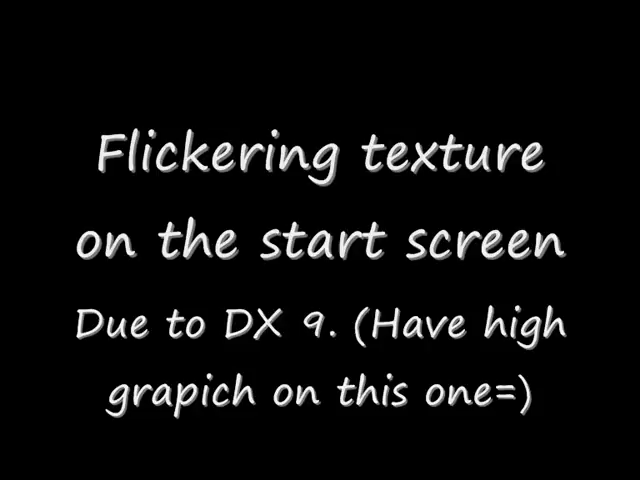 Flickering texture
on the start screen
Due to DX 9. (Have high
grapich on this one=)